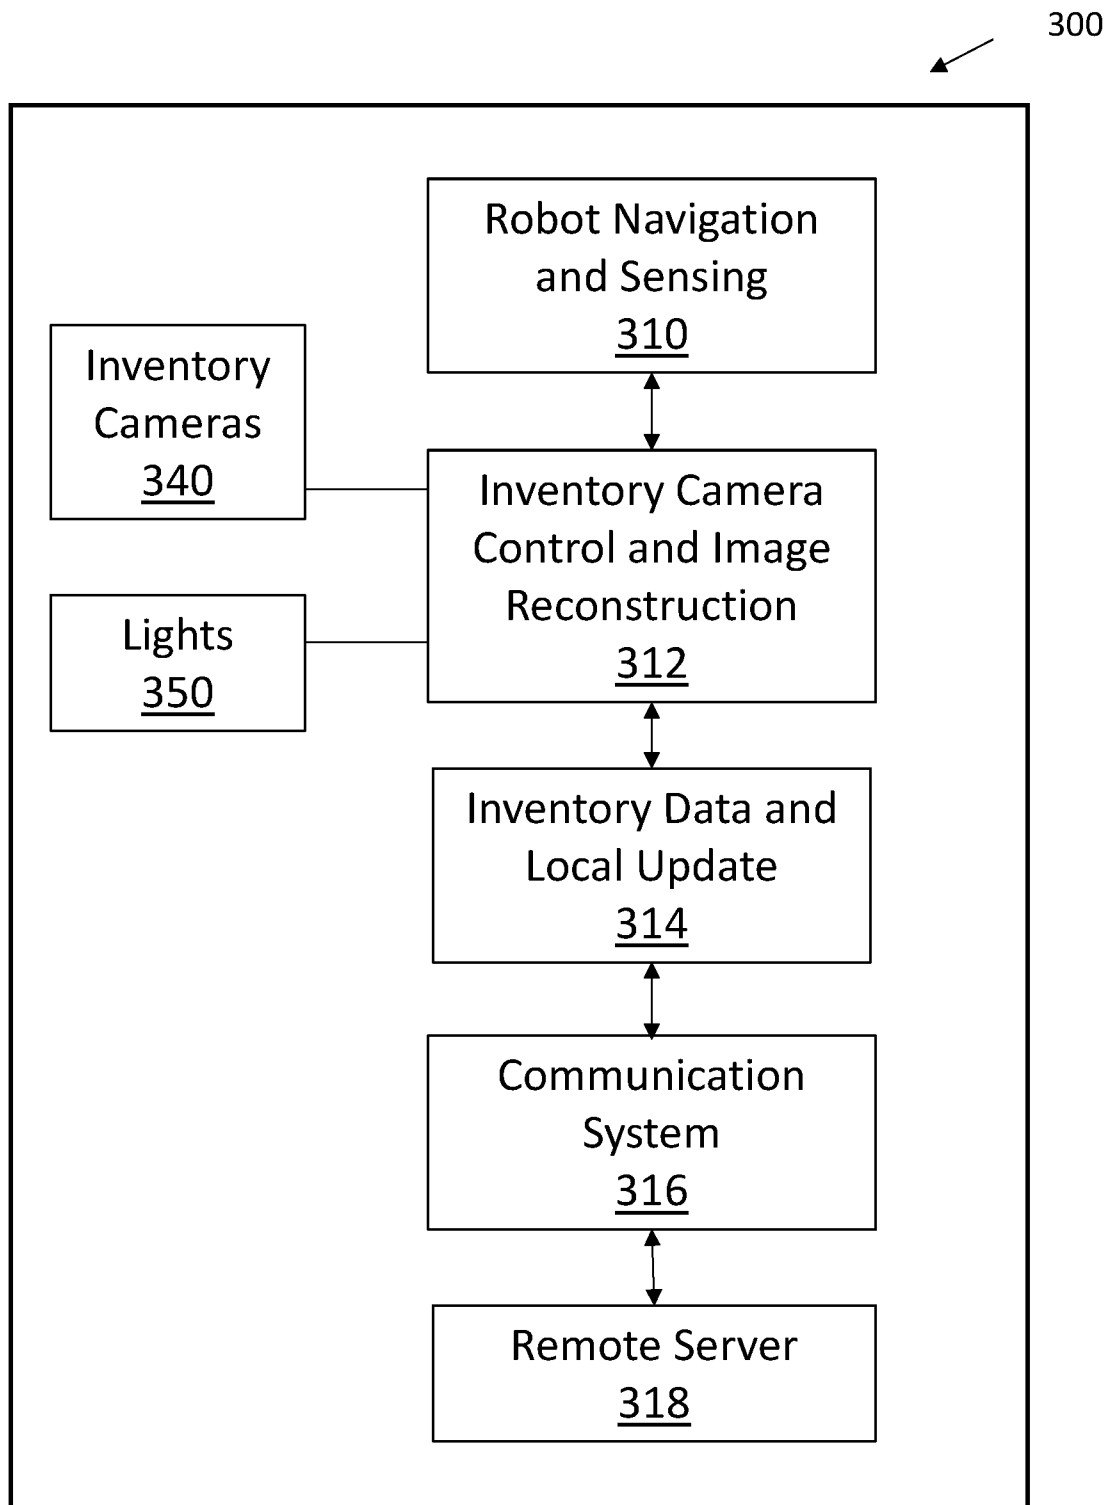 300
Robot Navigation
and Sensing
310
Inventory
Cameras
340
Inventory Camera
Control and Image
Reconstruction
312
Lights
350
Inventory Data and
Local Update
314
Communication
System
316
Remote Server
318